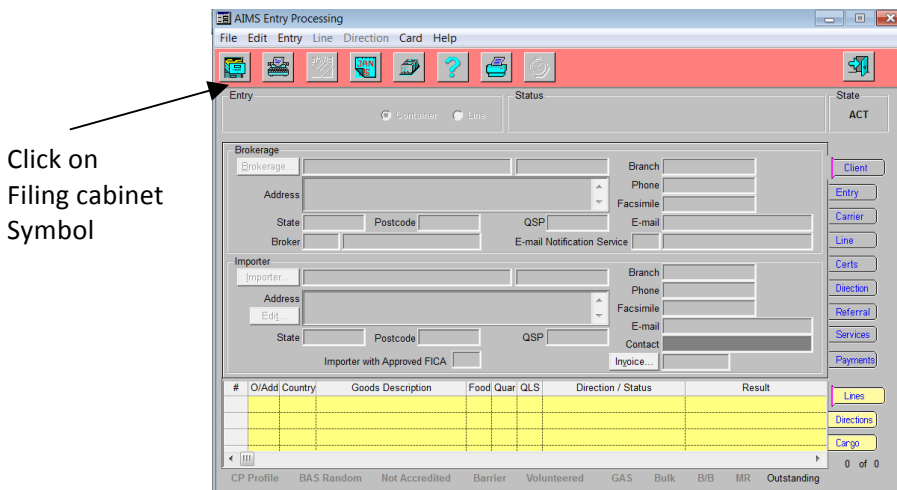 AIMS Entry Processing
File Edit Entry Line Direction Card Help
JAN
?
Entry Status State
Container Line ACT
Click on
Filing cabinet
Symbol
Brokerage
Brokerage... Branch
Address Phone
Facsimile
State Postcode QSP E-mail
Broker E-mail Notification Service
Importer
Importer... Branch
Address Phone
Edit... Facsimile
E-mail
State Postcode QSP Contact
Importer with Approved FICA Invoice...
Client
Entry
Carrier
Line
Certs
Direction
Referral
Services
Payments
# O/Add Country Goods Description Food Quar QLS Direction / Status Result
Lines
Directions
Cargo
0 of 0
CP Profile BAS Random Not Accredited Barrier Volunteered GAS Bulk B/B MR Outstanding